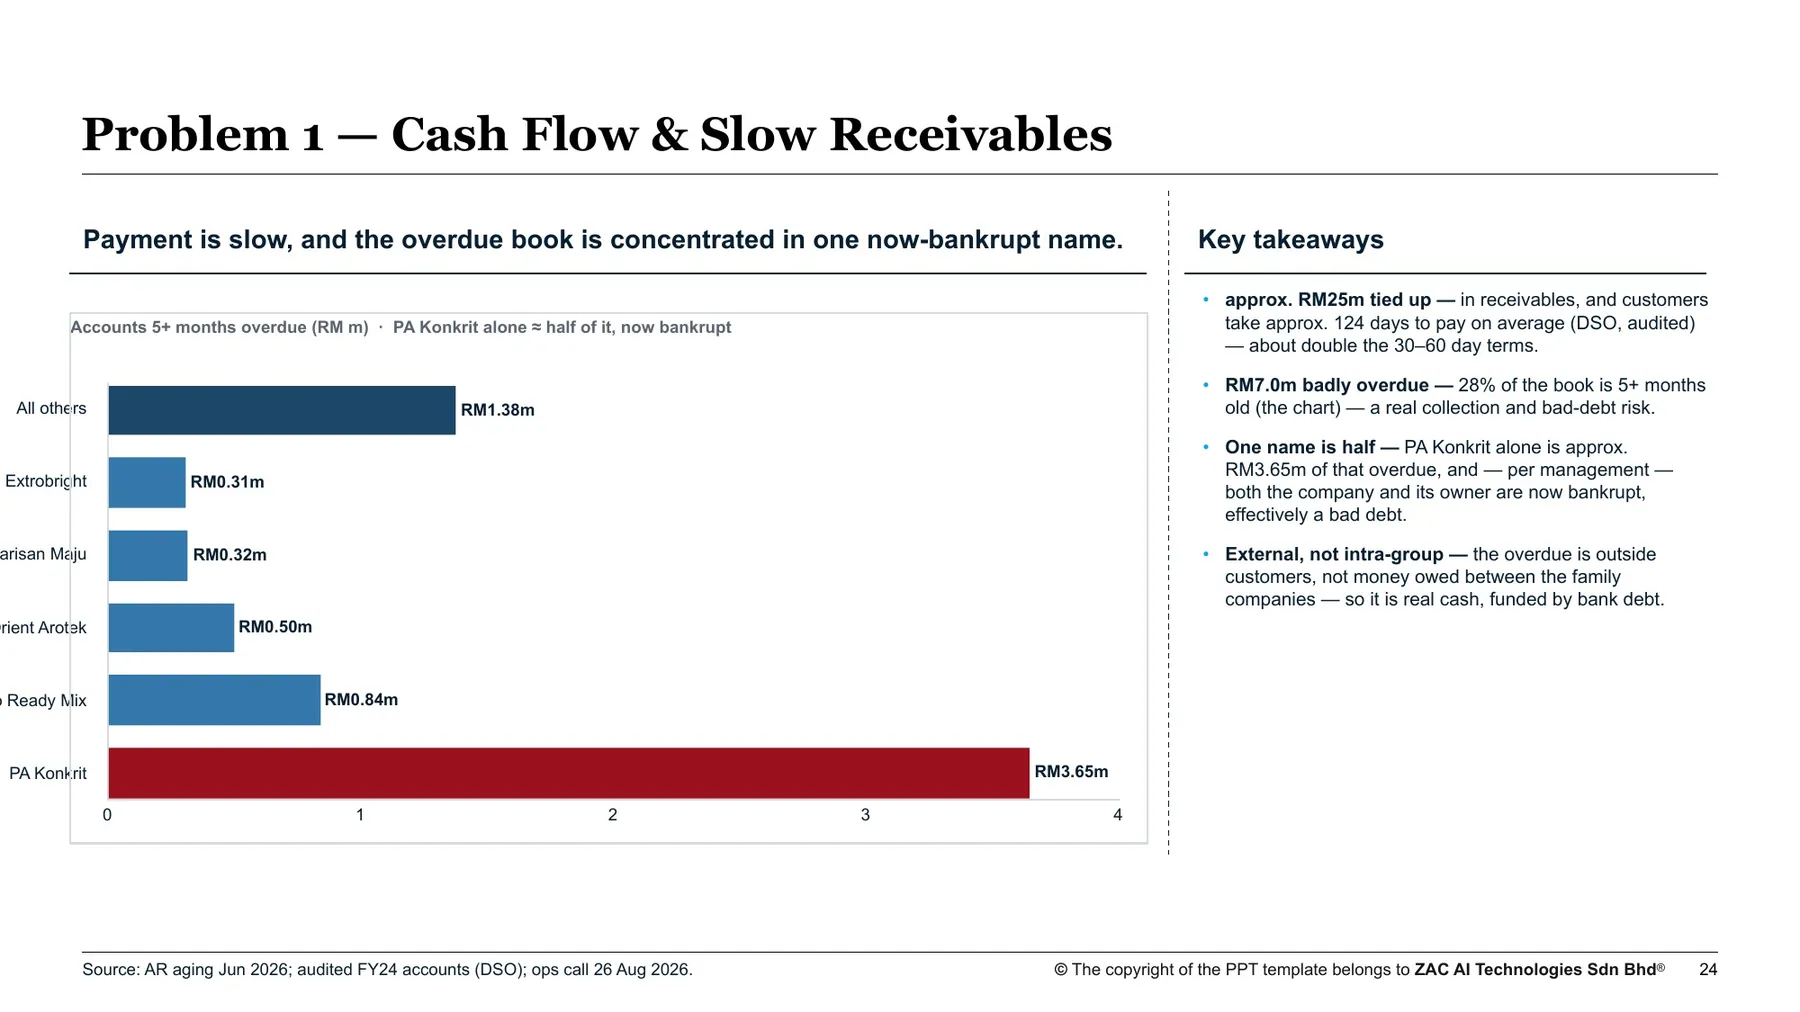 Problem 1 — Cash Flow & Slow Receivables
Payment is slow, and the overdue book is concentrated in one now-bankrupt name.
Accounts 5+ months overdue (RM m) · PA Konkrit alone ≈ half of it, now bankrupt
All others RM1.38m
Extrobright RM0.31m
Maju RM0.32m
Arotek RM0.50m
Ready Mix RM0.84m
PA Konkrit RM3.65m
0 1 2 3 4
Key takeaways
• approx. RM25m tied up — in receivables, and customers
take approx. 124 days to pay on average (DSO, audited)
— about double the 30–60 day terms.
• RM7.0m badly overdue — 28% of the book is 5+ months
old (the chart) — a real collection and bad-debt risk.
• One name is half — PA Konkrit alone is approx.
RM3.65m of that overdue, and — per management —
both the company and its owner are now bankrupt,
effectively a bad debt.
• External, not intra-group — the overdue is outside
customers, not money owed between the family
companies — so it is real cash, funded by bank debt.
Source: AR aging Jun 2026; audited FY24 accounts (DSO); ops call 26 Aug 2026.
© The copyright of the PPT template belongs to ZAC AI Technologies Sdn Bhd® 24